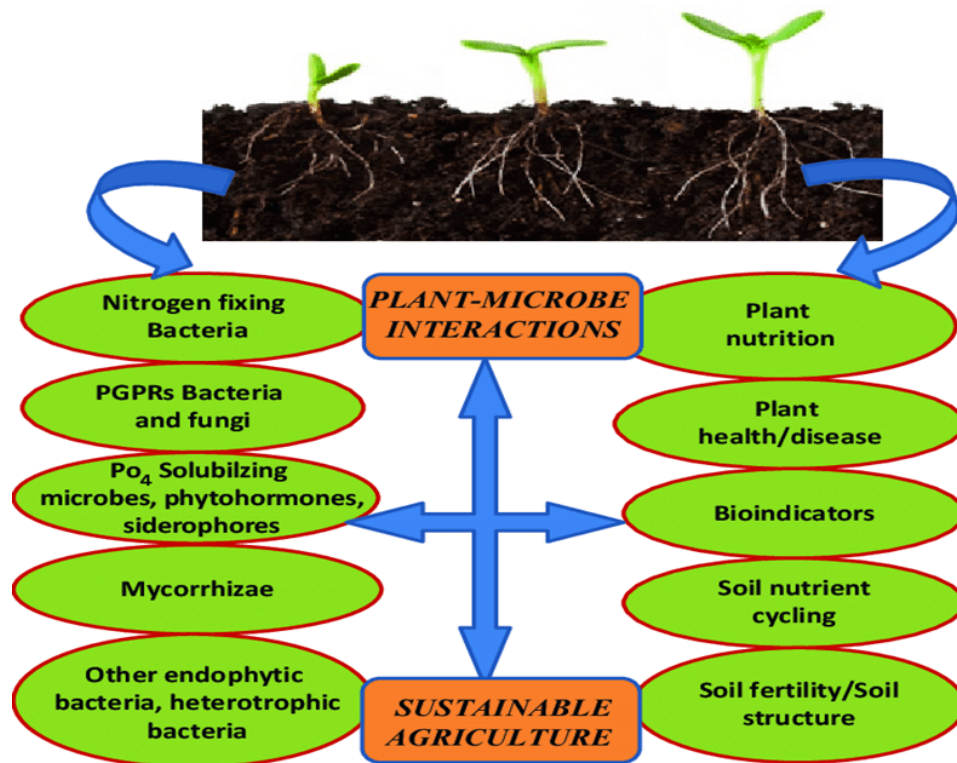 Nitrogen fixing
Bacteria
PGPRs Bacteria
and fungi
Po4 Solubilzing
microbes, phytohormones,
siderophores
Mycorrhizae
Other endophytic
bacteria, heterotrophic
bacteria
PLANT-MICROBE
INTERACTIONS
SUSTAINABLE
AGRICULTURE
Plant
nutrition
Plant
health/disease
Bioindicators
Soil nutrient
cycling
Soil fertility/Soil
structure